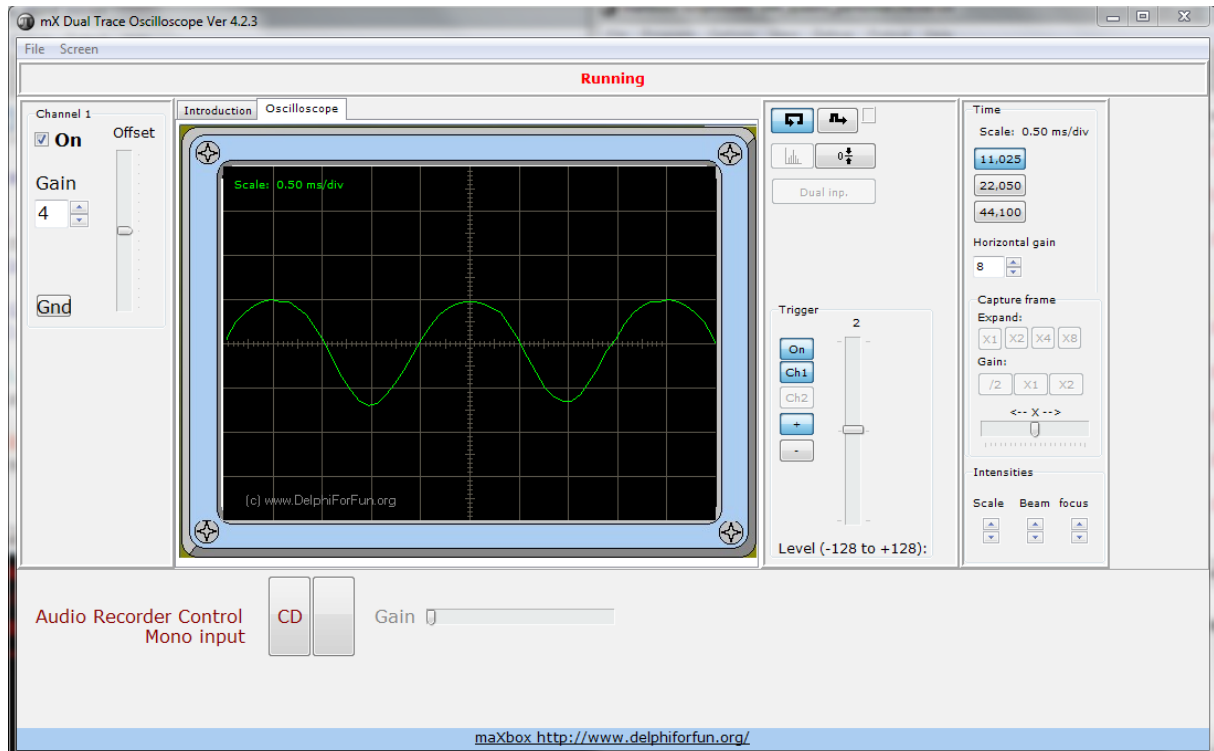 mX Dual Trace Oscilloscope Ver 4.2.3
File Screen
Running
Channel 1
On
Offset
Gain
4
Gnd
Introduction
Oscilloscope
Scale: 0.50 ms/div
(c) www.DelphiForFun.org
0
Dual inp.
Trigger
2
On
Ch1
Ch2
+
-
Level (-128 to +128):
Time
Scale: 0.50 ms/div
11,025
22,050
44,100
Horizontal gain
8
Capture frame
Expand:
X1 X2 X4 X8
Gain:
/2 X1 X2
<-- X -->
Intensities
Scale Beam focus
Audio Recorder Control
Mono input
CD
Gain
maXbox http://www.delphiforfun.org/